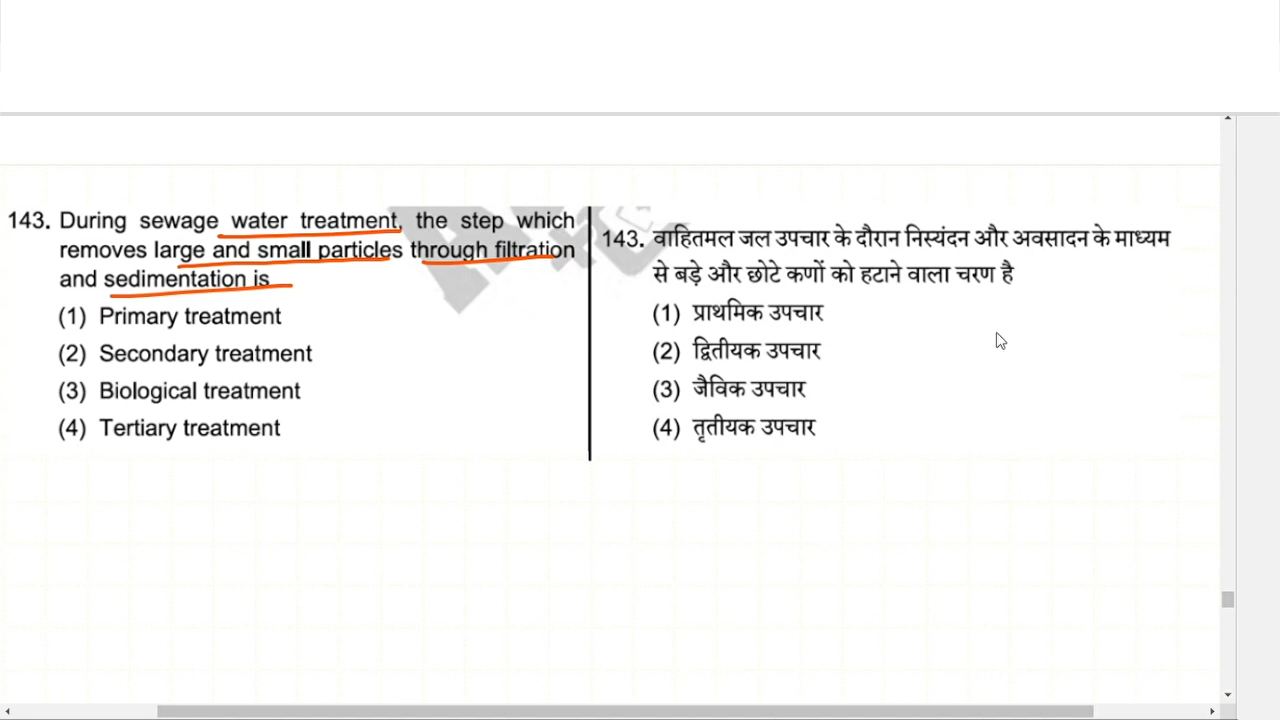 143. During sewage water treatment, the step which
removes large and small particles through filtration
and sedimentation is
(1) Primary treatment
(2) Secondary treatment
(3) Biological treatment
(4) Tertiary treatment
143. वाहितमल जल उपचार के दौरान निस्यंदन और अवसादन के माध्यम
से बड़े और छोटे कणों को हटाने वाला चरण है
(1) प्राथमिक उपचार
(2) द्वितीयक उपचार
(3) जैविक उपचार
(4) तृतीयक उपचार